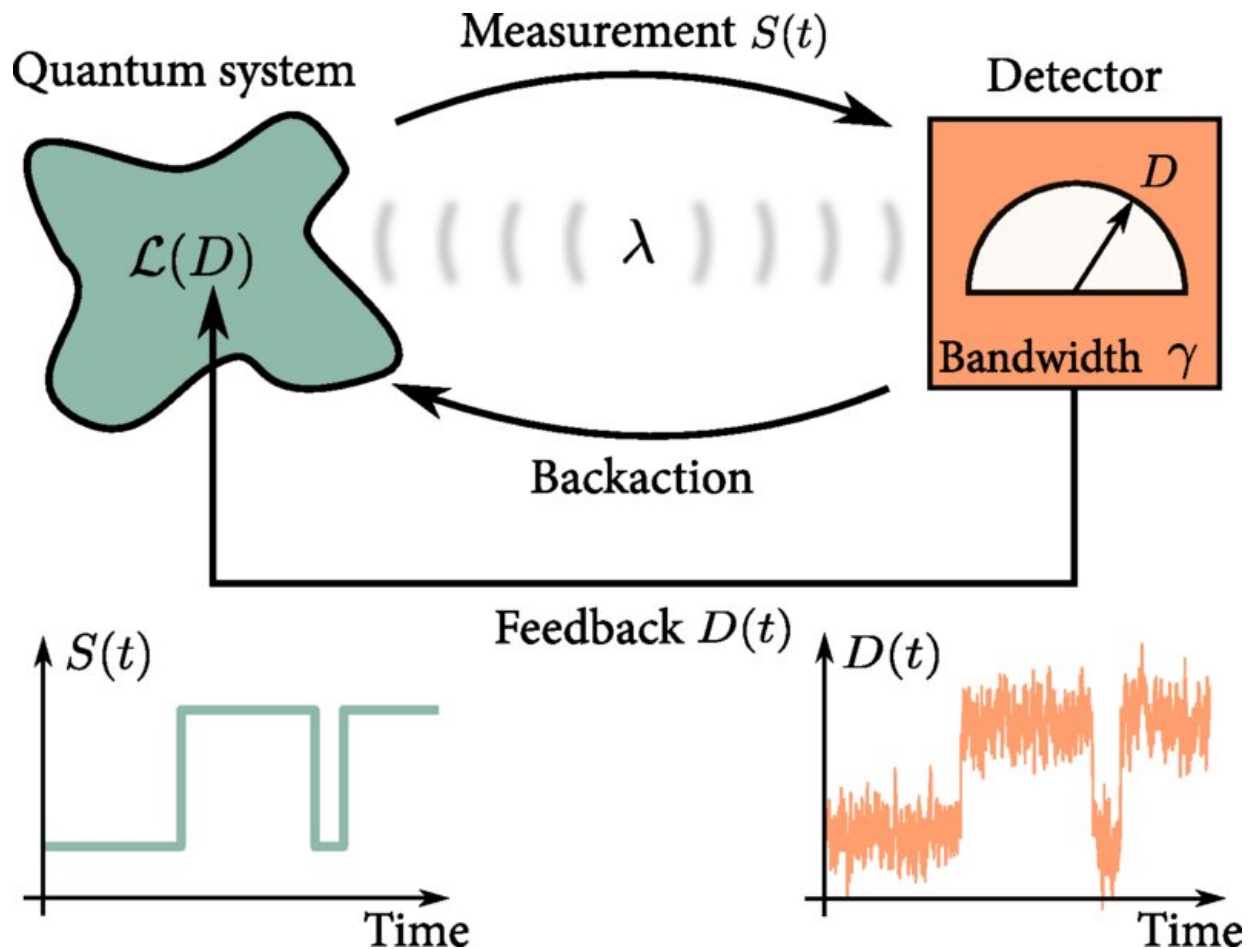 Measurement S(t)
Quantum system
Detector
D
ℒ(D)
λ
Bandwidth γ
Backaction
Feedback D(t)
S(t)
D(t)
Time
Time